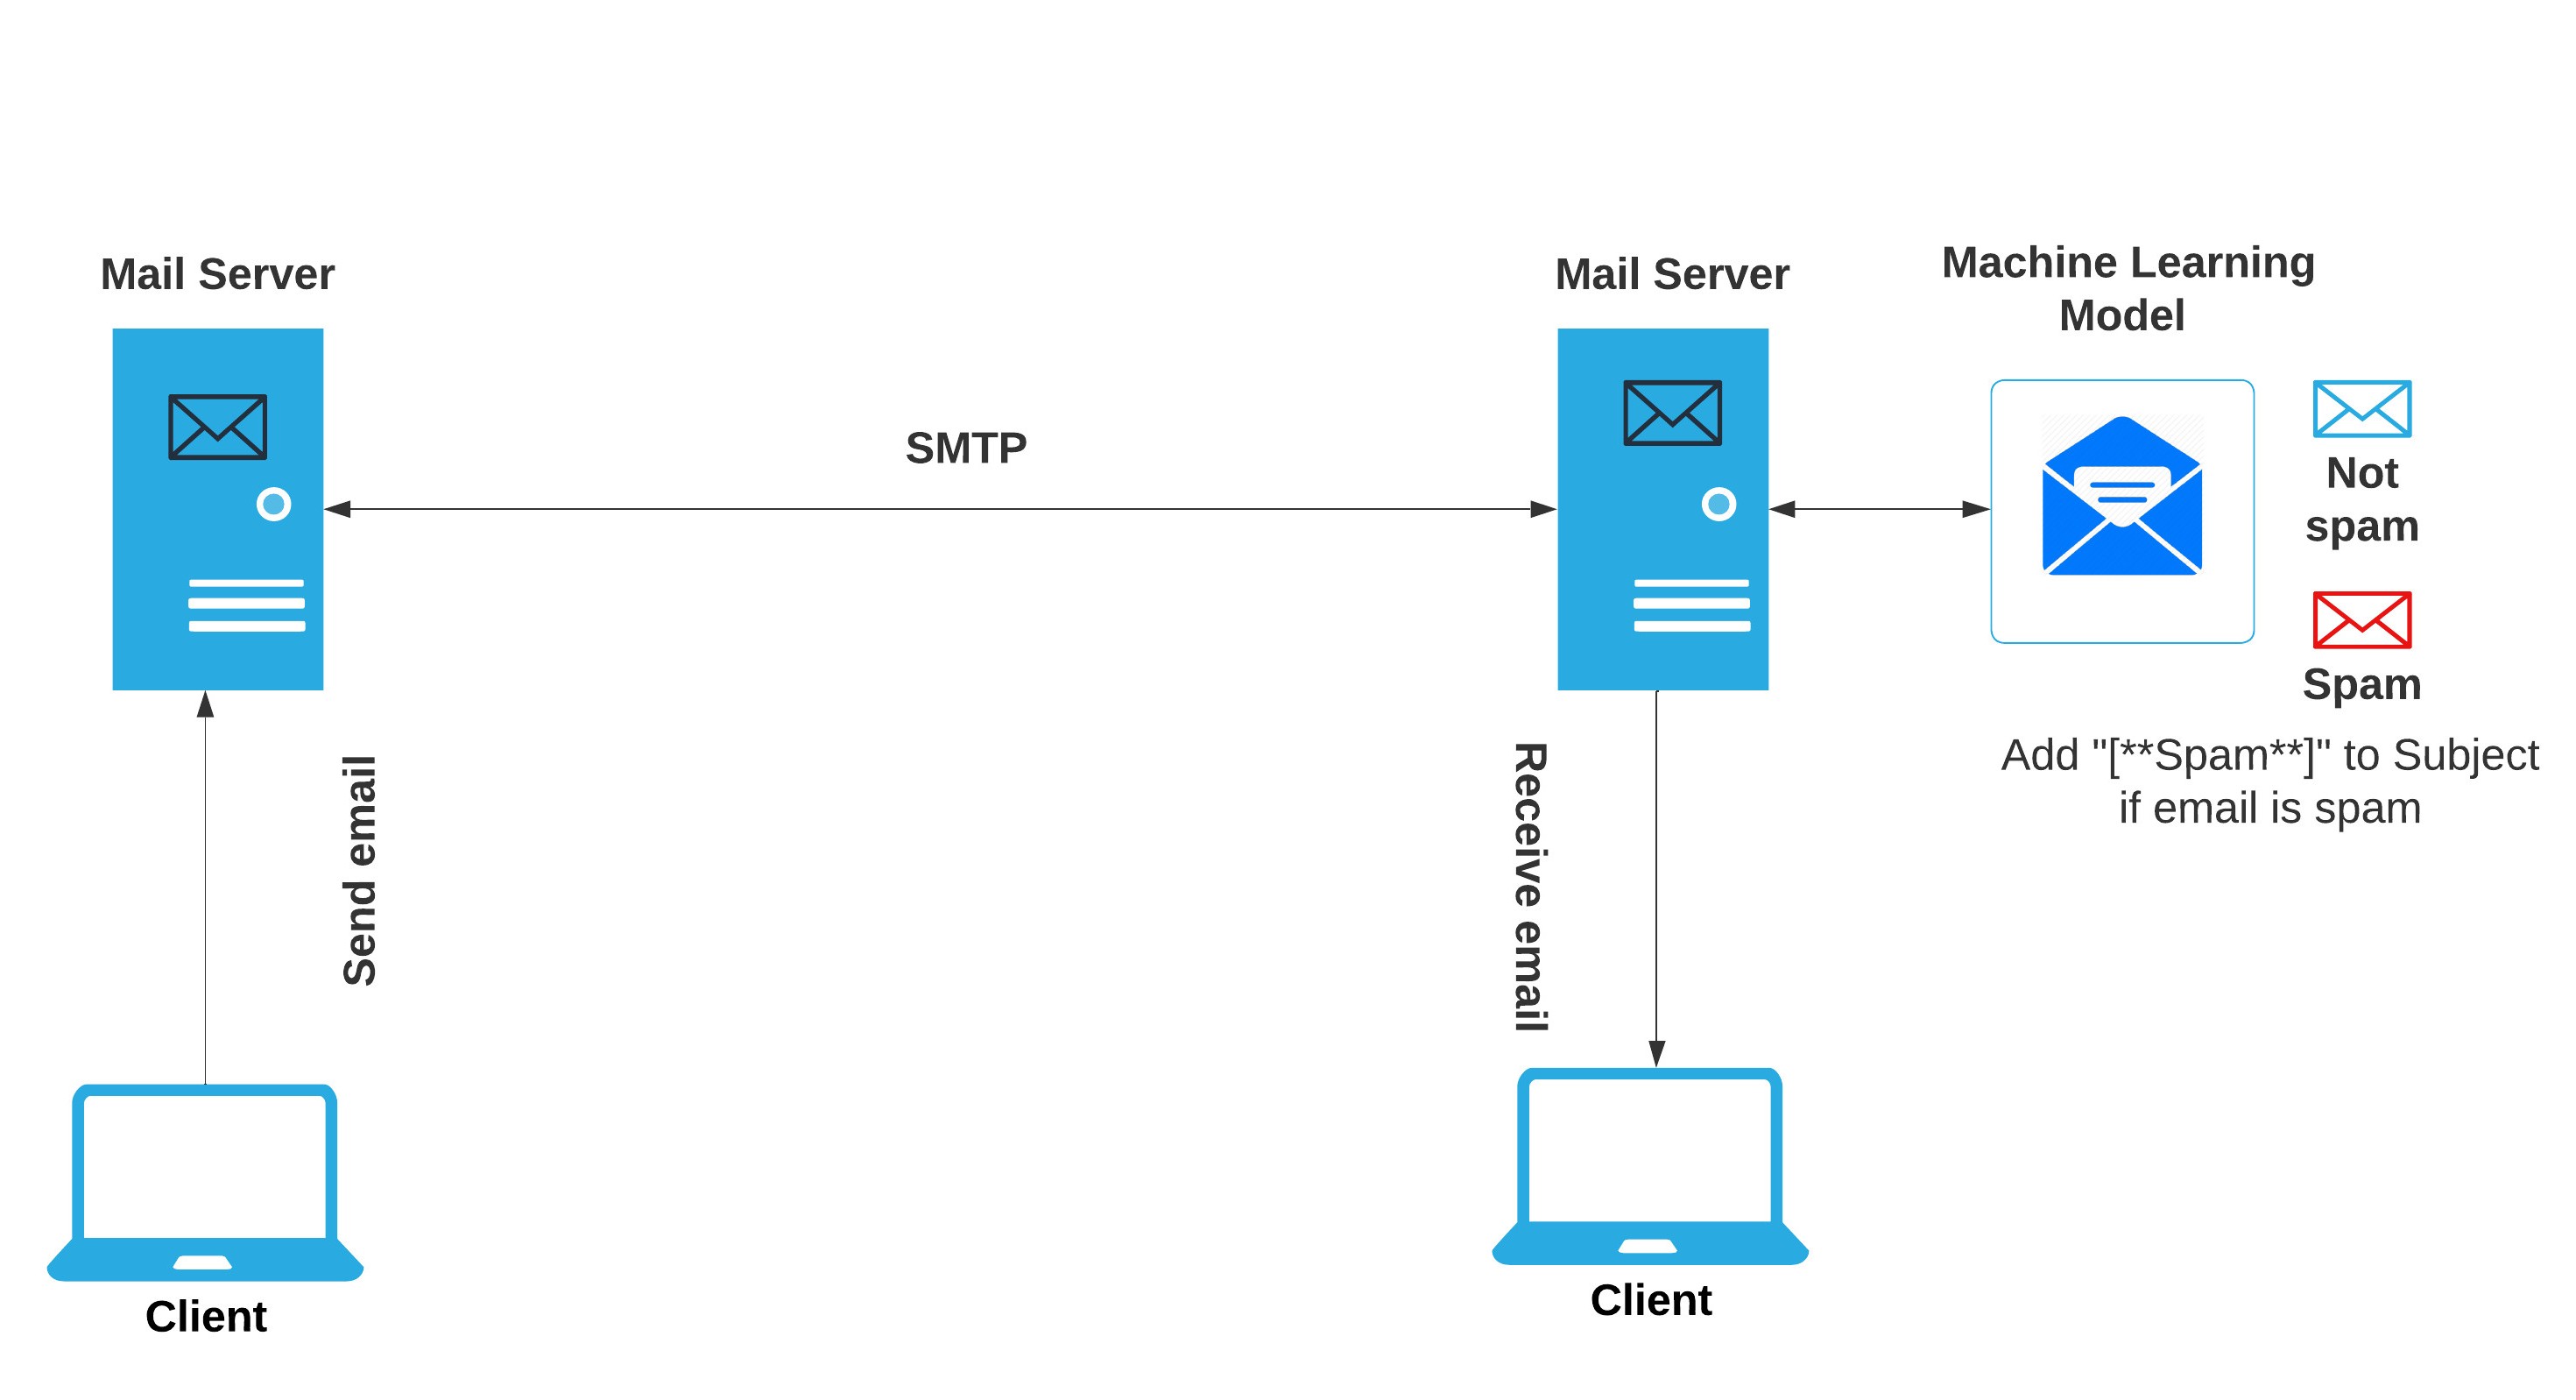 Mail Server
Mail Server
Machine Learning
Model
SMTP
Not
spam
Spam
Add "[**Spam**]" to Subject
if email is spam
Send email
Receive email
Client
Client